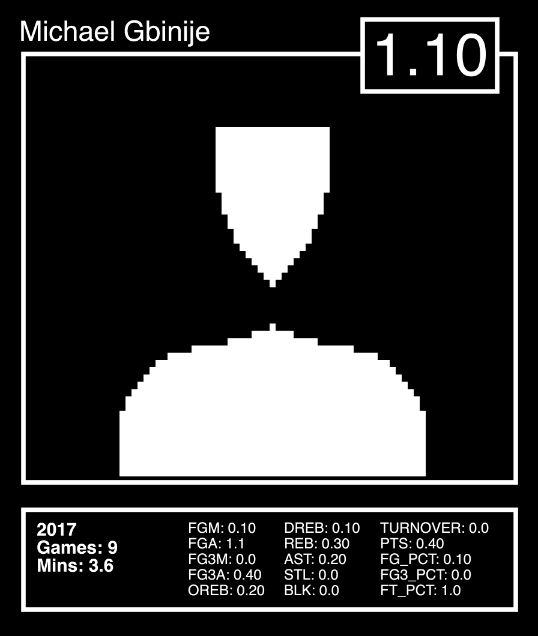 Michael Gbinije
1.10
2017
Games: 9
Mins: 3.6
FGM: 0.10
FGA: 1.1
FG3M: 0.0
FG3A: 0.40
OREB: 0.20
DREB: 0.10
REB: 0.30
AST: 0.20
STL: 0.0
BLK: 0.0
TURNOVER: 0.0
PTS: 0.40
FG_PCT: 0.10
FG3_PCT: 0.0
FT_PCT: 1.0